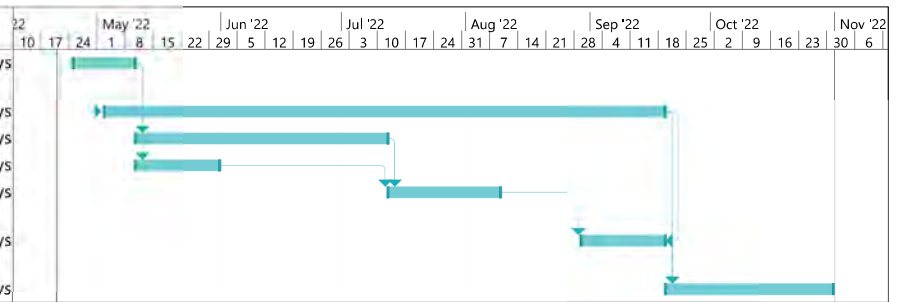 22 May '22 Jun '22 Jul '22 Aug '22 Sep '22 Oct '22 Nov '22
10 17 24 1 8 15 22 29 5 12 19 26 3 10 17 24 31 7 14 21 28 4 11 18 25 2 9 16 23 30 6
ys
ys
ys
ys
ys
ys
ys